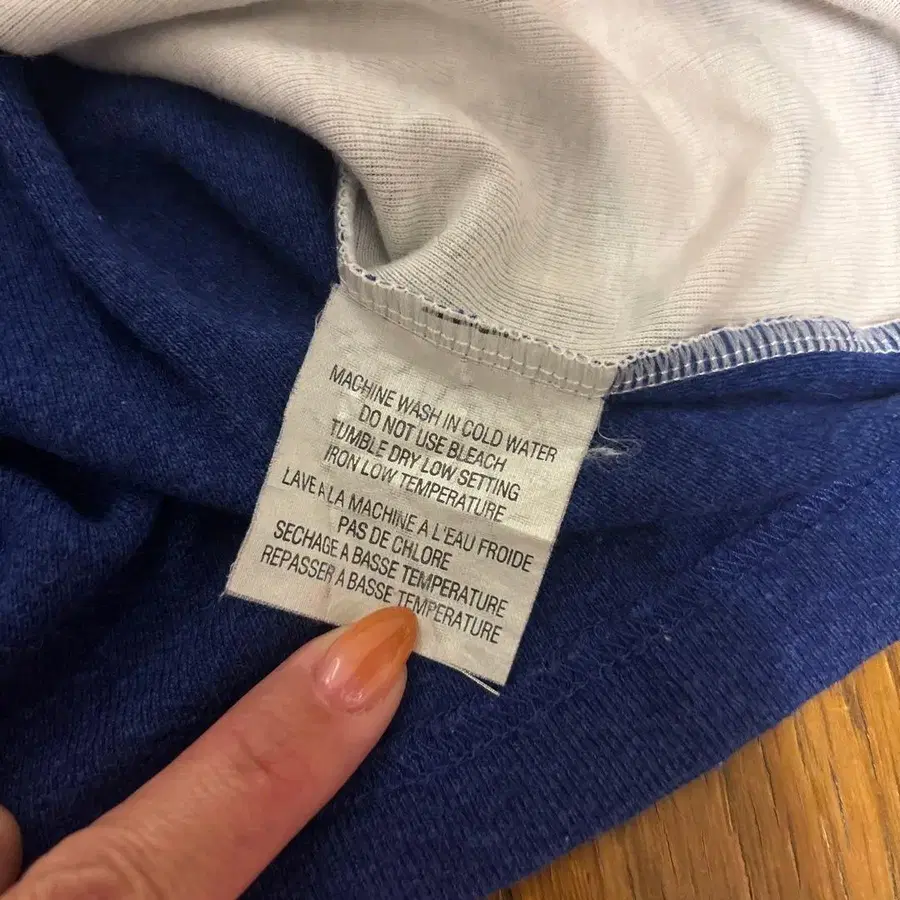 MACHINE WASH IN COLD WATER
DO NOT USE BLEACH
TUMBLE DRY LOW SETTING
IRON LOW TEMPERATURE
LAVE A LA MACHINE A L'EAU FROIDE
PAS DE CHLORE
SECHAGE A BASSE TEMPERATURE
REPASSER A BASSE TEMPERATURE